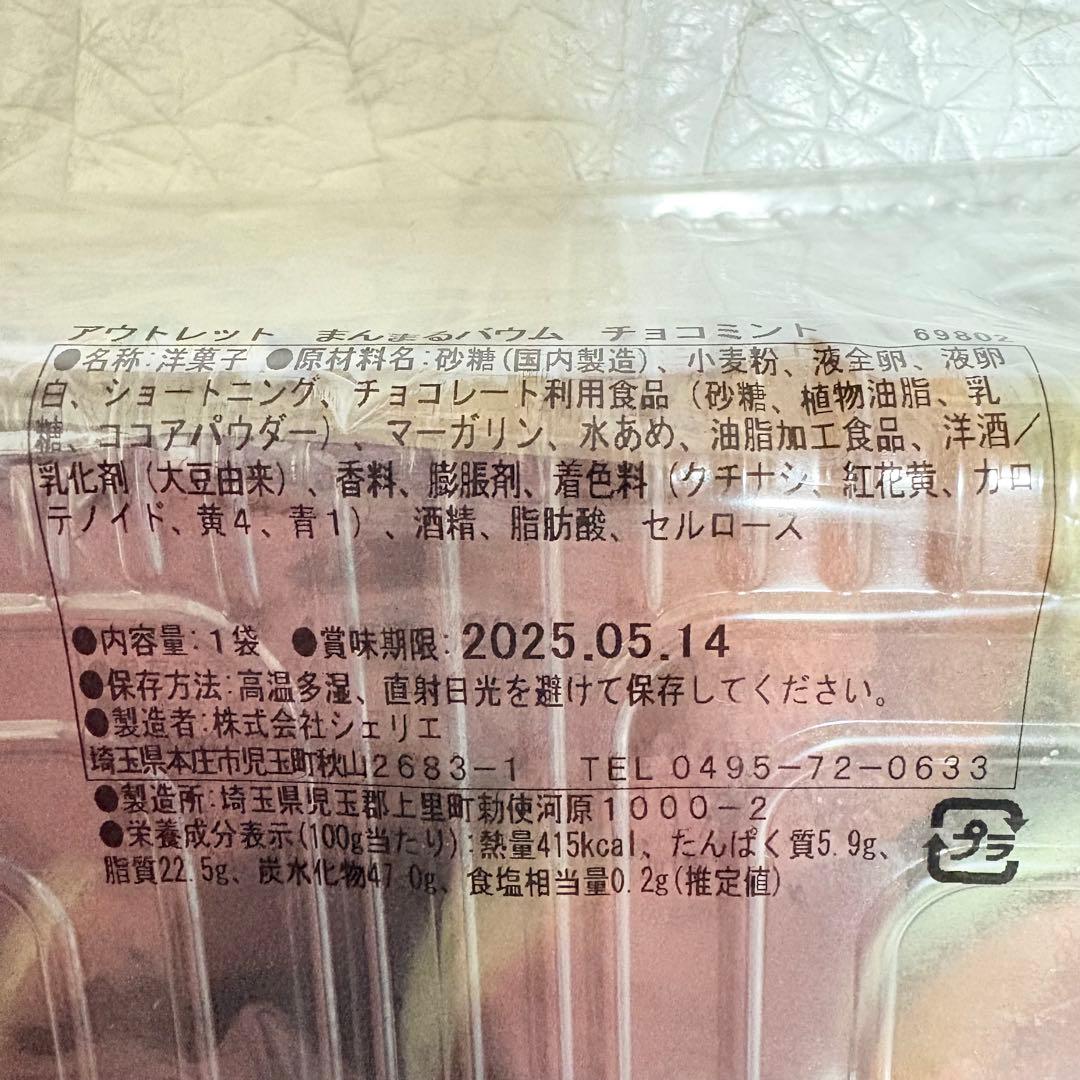 アウトレット　まんまるバウム　チョコミント　69802
●名称:洋菓子 ●原材料名:砂糖(国内製造)、小麦粉、液全卵、液卵
白、ショートニング、チョコレート利用食品（砂糖、植物油脂、乳
糖、ココアパウダー）、マーガリン、水あめ、油脂加工食品、洋酒／
乳化剤（大豆由来）、香料、膨脹剤、着色料（クチナシ、紅花黄、カロ
テノイド、黄４、青１）、酒精、脂肪酸、セルロース
●内容量:１袋　●賞味期限:2025.05.14
●保存方法:高温多湿、直射日光を避けて保存してください。
●製造者:株式会社シェリエ
埼玉県本庄市児玉町秋山２６８３−１　ＴＥＬ０４９５−７２−０６３３
●製造所:埼玉県児玉郡上里町勅使河原１０００−２
●栄養成分表示(100g当たり):熱量415kcal、たんぱく質5.9g、
脂質22.5g、炭水化物47.0g、食塩相当量0.2g(推定値)
プラ